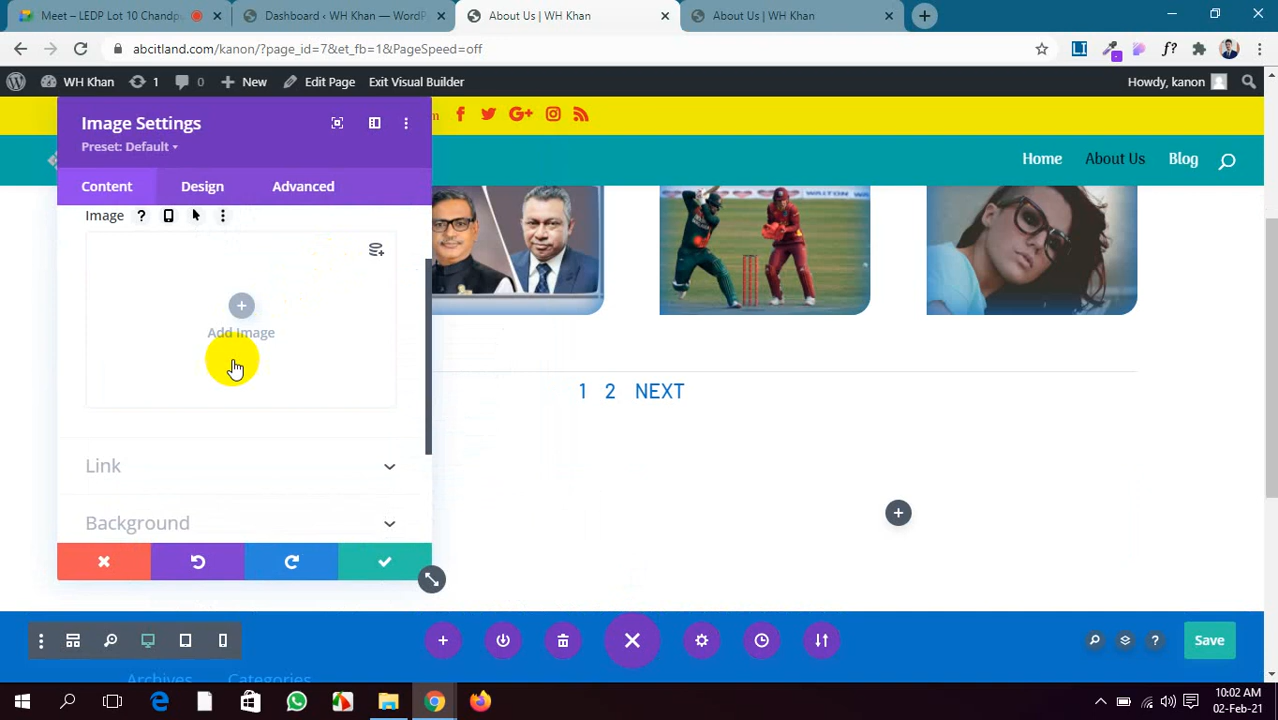 Meet – LEDP Lot 10 Chandp
Dashboard ‹ WH Khan — WordP
About Us | WH Khan
About Us | WH Khan
abcitland.com/kanon/?page_id=7&et_fb=1&PageSpeed=off
WH Khan
1
0
New
Edit Page
Exit Visual Builder
Howdy, kanon
Image Settings
Preset: Default
Content
Design
Advanced
Home
About Us
Blog
Image
WALTON
Add Image
1 2 NEXT
Link
Background
Save
Archives
Categories
10:02 AM
02-Feb-21